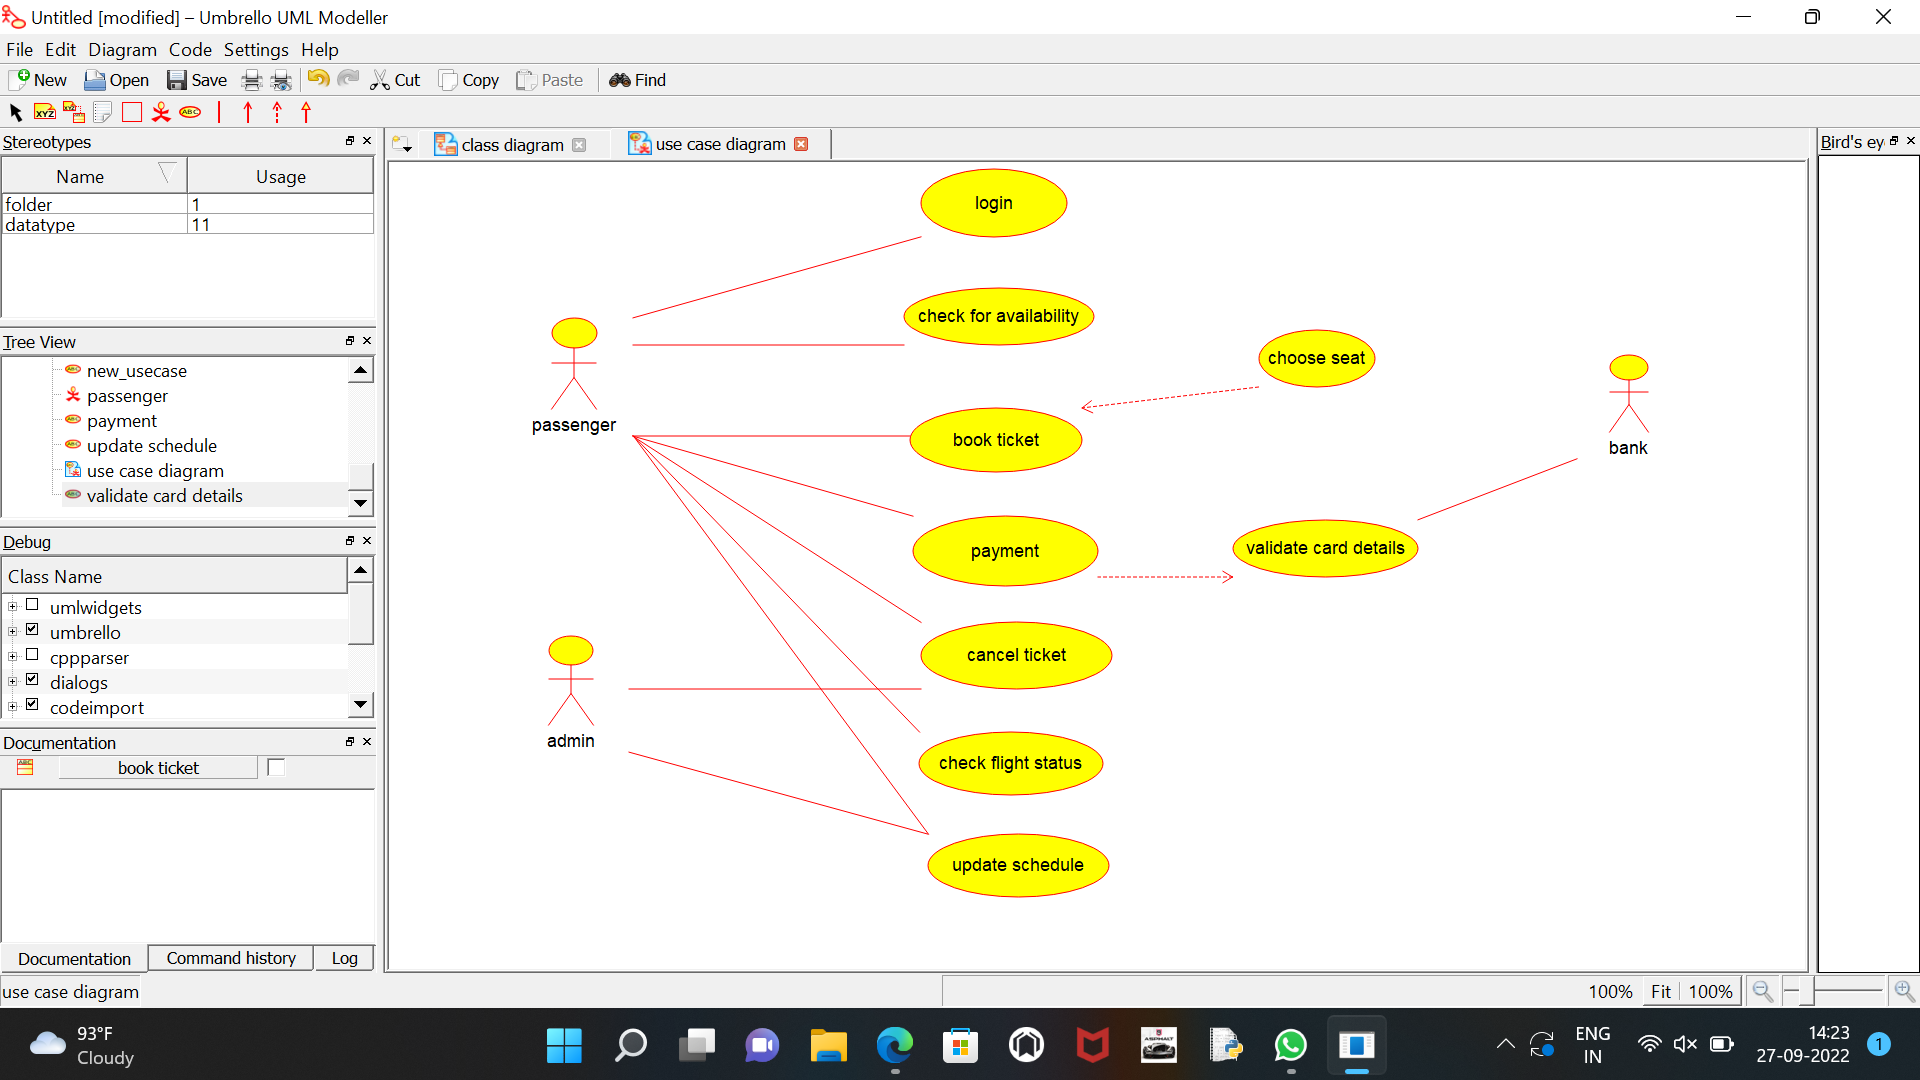 Untitled [modified] – Umbrello UML Modeller
File Edit Diagram Code Settings Help
New Open Save Cut Copy Paste Find
XYZ XYZ ABC
Stereotypes
Name Usage
folder 1
datatype 11
Tree View
new_usecase
passenger
payment
update schedule
use case diagram
validate card details
Debug
Class Name
umlwidgets
umbrello
cppparser
dialogs
codeimport
Documentation
book ticket
Documentation Command history Log
class diagram use case diagram
login
check for availability
choose seat
passenger
book ticket
bank
payment
validate card details
cancel ticket
admin
check flight status
update schedule
Bird's ey
use case diagram
100% Fit 100%
93°F
Cloudy
ASPHALT
ENG
IN
14:23
27-09-2022
1